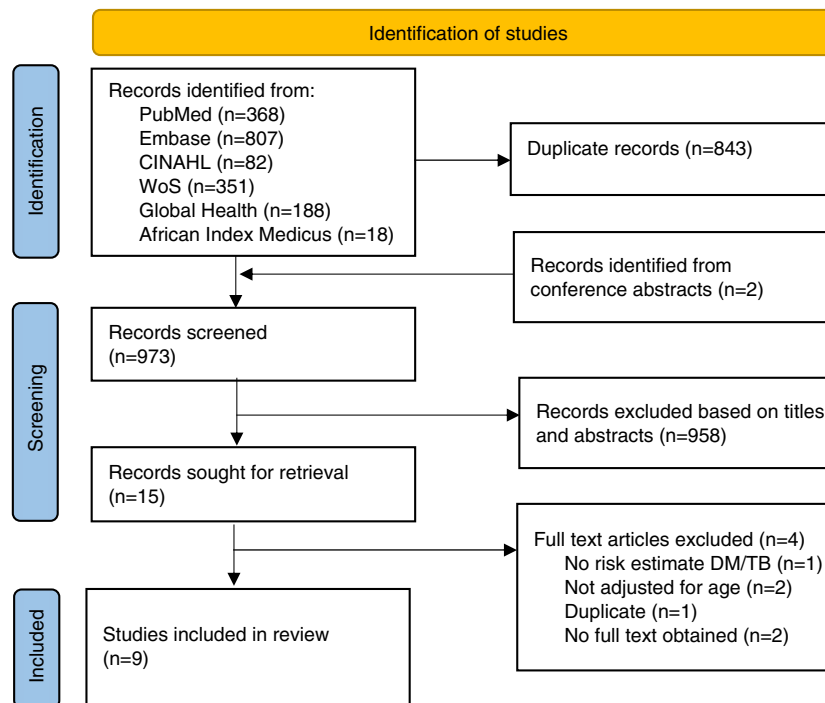 Identification of studies
Identification
Records identified from:
PubMed (n=368)
Embase (n=807)
CINAHL (n=82)
WoS (n=351)
Global Health (n=188)
African Index Medicus (n=18)
Duplicate records (n=843)
Records identified from
conference abstracts (n=2)
Screening
Records screened
(n=973)
Records excluded based on titles
and abstracts (n=958)
Records sought for retrieval
(n=15)
Full text articles excluded (n=4)
No risk estimate DM/TB (n=1)
Not adjusted for age (n=2)
Duplicate (n=1)
No full text obtained (n=2)
Included
Studies included in review
(n=9)